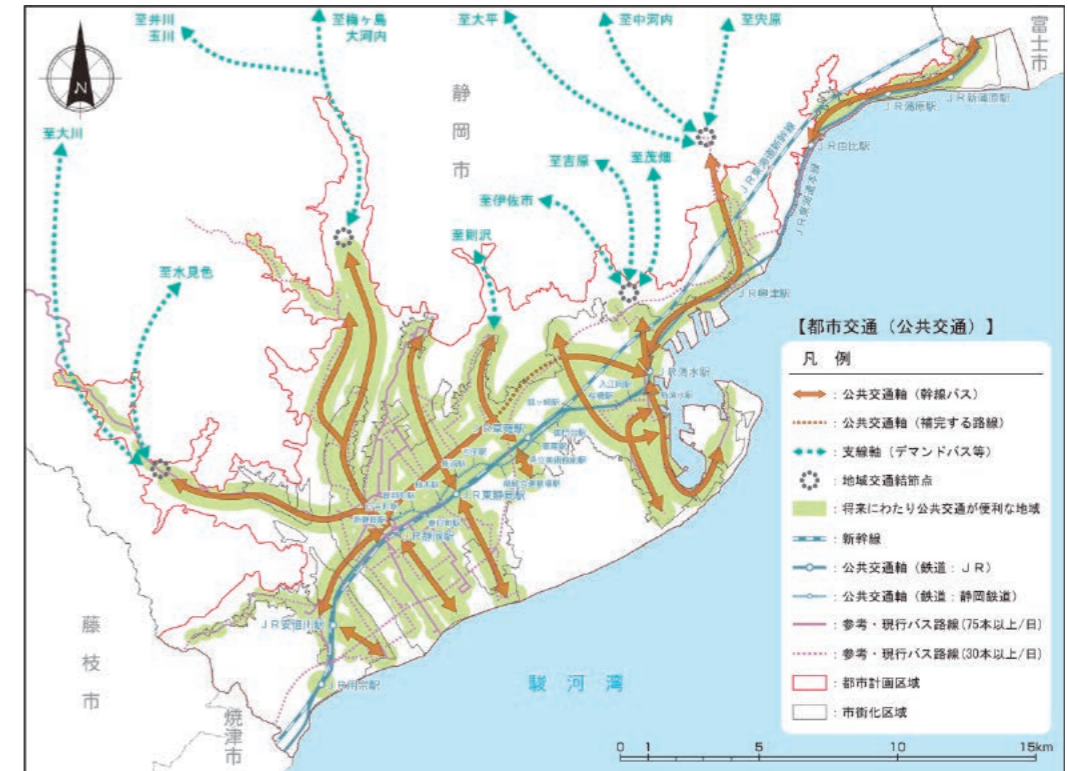 至井川
玉川
至梅ヶ島
大河内
至大平
至中河内
至宍原
富士市
静岡市
至大川
JR新蒲原駅
JR蒲原駅
JR由比駅
JR東海道新幹線
JR東海道本線
至吉原
至茂畑
至伊佐布
至則沢
至水見色
JR興津駅
JR清水駅
新清水駅
入江岡駅
桜橋駅
狐ヶ崎駅
JR草薙駅
JR東静岡駅
JR静岡駅
JR安倍川駅
JR用宗駅
藤枝市
焼津市
駿河湾
N
【都市交通(公共交通)】
凡 例
:公共交通軸(幹線バス)
:公共交通軸(補完する路線)
:支線軸(デマンドバス等)
:地域交通結節点
:将来にわたり公共交通が便利な地域
:新幹線
:公共交通軸(鉄道:JR)
:公共交通軸(鉄道:静岡鉄道)
:参考・現行バス路線(75本以上/日)
:参考・現行バス路線(30本以上/日)
:都市計画区域
:市街化区域
0 1 5 10 15km